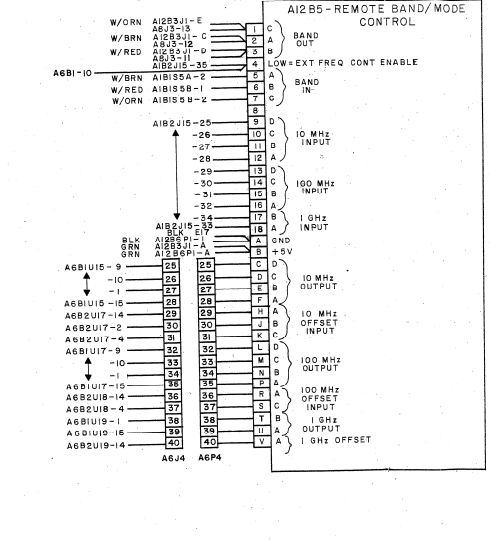 A12 B5 - REMOTE BAND/MODE CONTROL
W/ORN A12B3J1-E
A8J3-13 1 C
W/BRN A12B3J1-C 2 A BAND OUT
A8J3-12
W/RED A12B3J1-D 3 B
A8J3-11
A1B2J15-35 4 LOW=EXT FREQ CONT ENABLE
A6B1-10
W/BRN A1B1S5A-2 5 A
W/RED A1B1S5B-1 6 B BAND IN
W/ORN A1B1S5B-2 7 C
8
A1B2J15-25 9 D
-26 10 C 10 MHz INPUT
-27 11 B
-28 12 A
-29 13 D
-30 14 C 100 MHz INPUT
-31 15 B
-32 16 A
-34 17 B 1 GHz INPUT
A1B2J15-33 18 A
BLK E17
BLK A12B6P1-1 A GND
GRN A12B3J1-A
GRN A12B6P1-A B +5V
A6B1U15-9 25 25 C D
-10 26 26 D C 10 MHz OUTPUT
-1 27 27 E B
A6B1U15-15 28 28 F A
A6B2U17-14 29 29 H A 10 MHz OFFSET INPUT
A6B2U17-2 30 30 J B
A6B2U17-4 31 31 K C
A6B1U17-9 32 32 L D
-10 33 33 M C 100 MHz OUTPUT
-1 34 34 N B
A6B1U17-15 35 35 P A
A6B2U18-14 36 36 R A 100 MHz OFFSET INPUT
A6B2U18-4 37 37 S C
A6B1U19-1 38 38 T B 1 GHz OUTPUT
A6B1U19-15 39 39 U A
A6B2U19-14 40 40 V A 1 GHz OFFSET
A6J4 A6P4